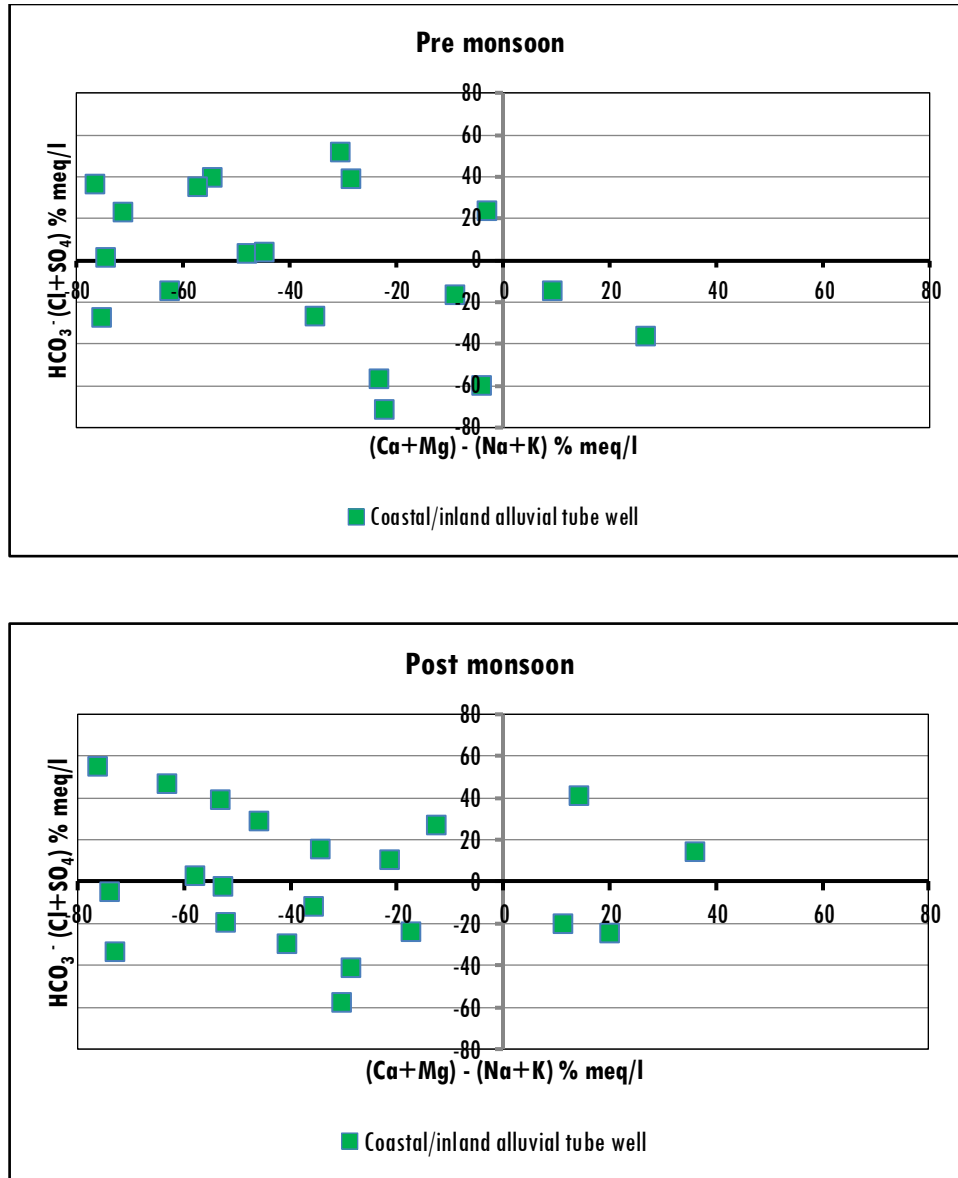 Pre monsoon
80
60
40
20
0
-20
-40
-60
-80
-80 -60 -40 -20 0 20 40 60 80
HCO₃ - (Cl+SO₄) % meq/l
(Ca+Mg) - (Na+K) % meq/l
Coastal/inland alluvial tube well
Post monsoon
80
60
40
20
0
-20
-40
-60
-80
-80 -60 -40 -20 0 20 40 60 80
HCO₃ - (Cl+SO₄) % meq/l
(Ca+Mg) - (Na+K) % meq/l
Coastal/inland alluvial tube well